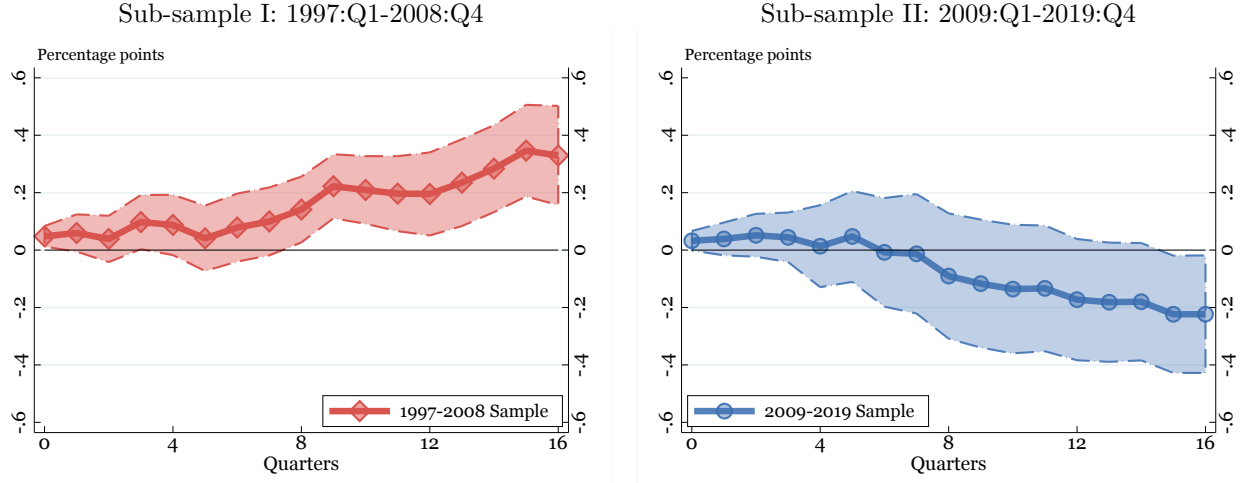 Sub-sample I: 1997:Q1-2008:Q4
Percentage points
.6 .6
.4 .4
.2 .2
0 0
-.2 -.2
-.4 -.4
-.6 -.6
1997-2008 Sample
0 4 8 12 16
Quarters
Sub-sample II: 2009:Q1-2019:Q4
Percentage points
.6 .6
.4 .4
.2 .2
0 0
-.2 -.2
-.4 -.4
-.6 -.6
2009-2019 Sample
0 4 8 12 16
Quarters